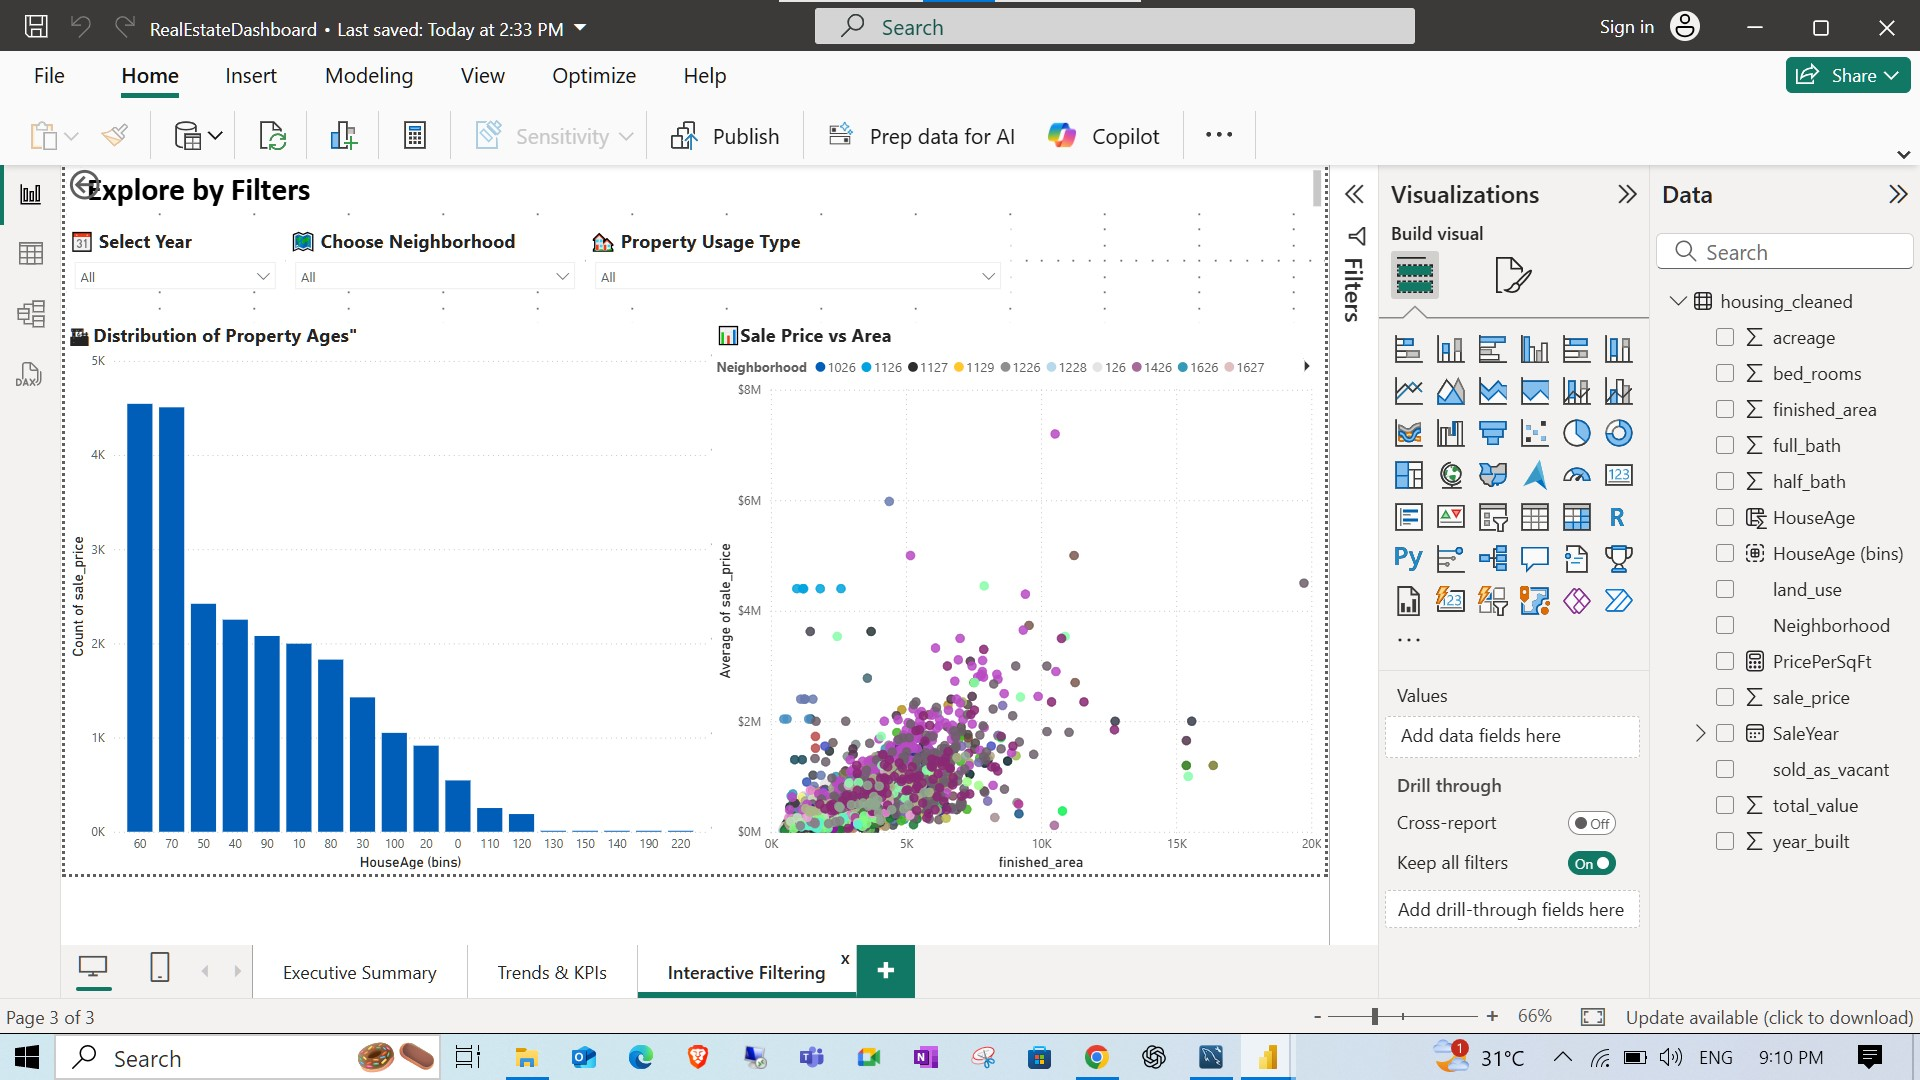 RealEstateDashboard • Last saved: Today at 2:33 PM
Search
Sign in
File
Home
Insert
Modeling
View
Optimize
Help
Share
Sensitivity
Publish
Prep data for AI
Copilot
Explore by Filters
Select Year
Choose Neighborhood
Property Usage Type
All
All
All
Distribution of Property Ages"
5K
4K
3K
2K
1K
0K
Count of sale_price
60 70 50 40 90 10 80 30 100 20 0 110 120 130 150 140 190 220
HouseAge (bins)
Sale Price vs Area
Neighborhood 1026 1126 1127 1129 1226 1228 126 1426 1626 1627
$8M
$6M
$4M
$2M
$0M
Average of sale_price
0K 5K 10K 15K 20K
finished_area
Filters
Visualizations
Build visual
123
R
Py
123
Values
Add data fields here
Drill through
Cross-report
Off
Keep all filters
On
Add drill-through fields here
Data
Search
housing_cleaned
acreage
bed_rooms
finished_area
full_bath
half_bath
HouseAge
HouseAge (bins)
land_use
Neighborhood
PricePerSqFt
sale_price
SaleYear
sold_as_vacant
total_value
year_built
DAX
Executive Summary
Trends & KPIs
Interactive Filtering
x
+
Page 3 of 3
- + 66%
Update available (click to download)
Search
1
31°C
ENG
9:10 PM